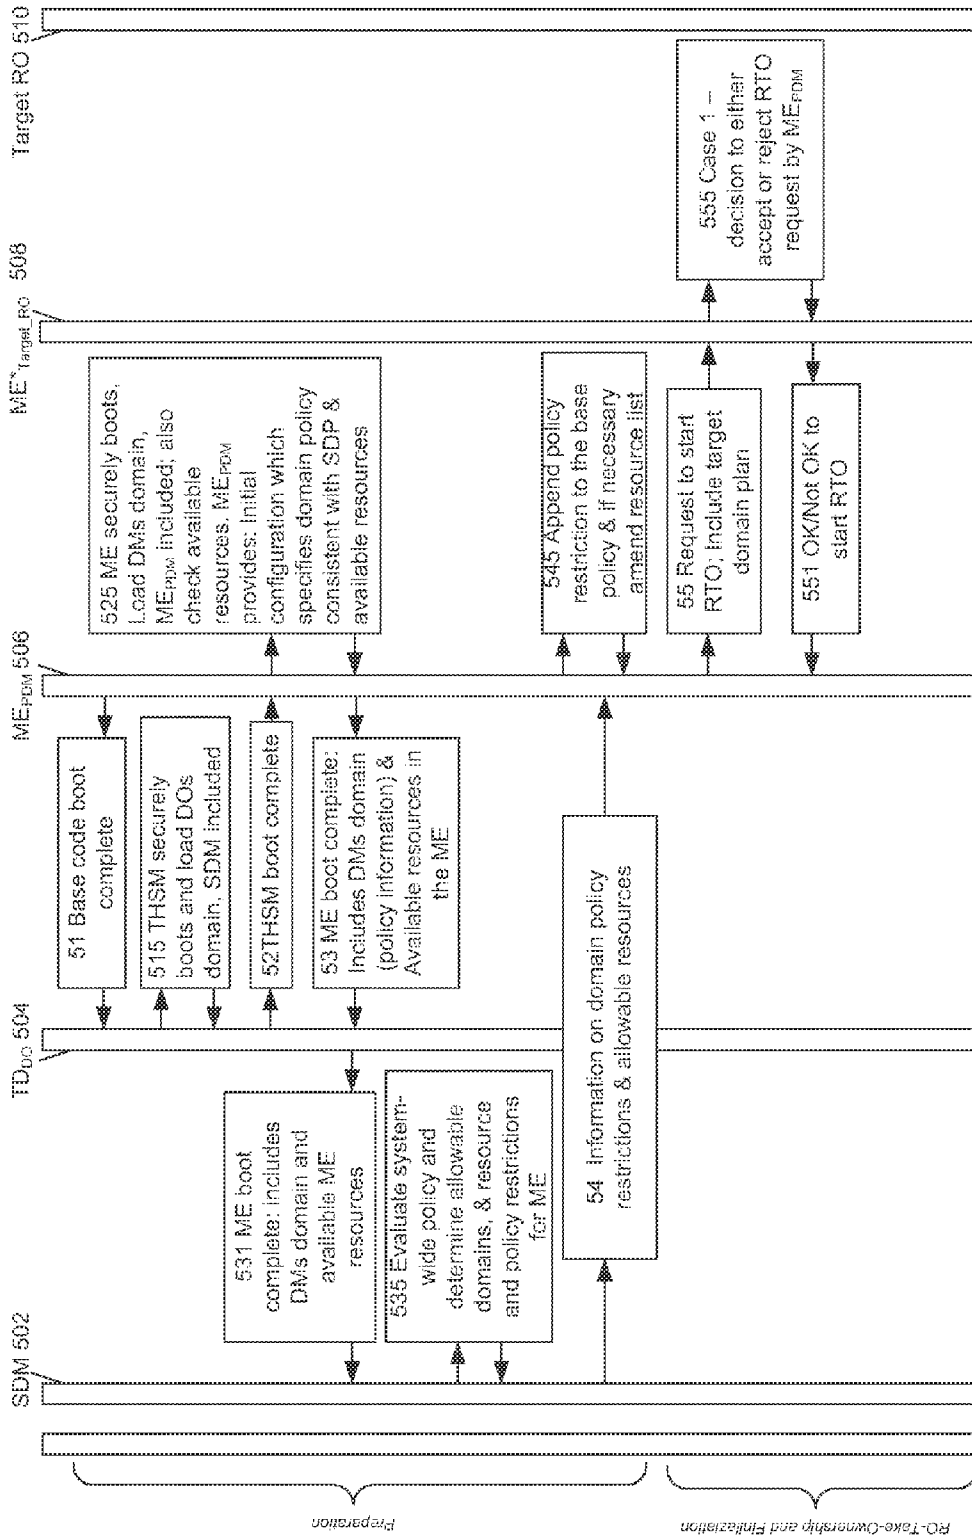 SDM 502
TDDO 504
MEPDM 506
ME*Target_RO 508
Target RO 510
Preparation
51 Base code boot
complete
515 THSM securely
boots and load DOs
domain, SDM included
52THSM boot complete
525 ME securely boots.
Load DMs domain,
MEPDM included; also
check available
resources. MEPDM
provides: Initial
configuration which
specifies domain policy
consistent with SDP &
available resources
53 ME boot complete:
Includes DMs domain
(policy information) &
Available resources in
the ME
531 ME boot
complete: includes
DMs domain and
available ME
resources
535 Evaluate system-
wide policy and
determine allowable
domains, & resource
and policy restrictions
for ME
54 Information on domain policy
restrictions & allowable resources
545 Append policy
restriction to the base
policy & if necessary
amend resource list
RO-Take-Ownership and Finliaziation
55 Request to start
RTO; Include target
domain plan
555 Case 1 –
decision to either
accept or reject RTO
request by MEPDM
551 OK/Not OK to
start RTO